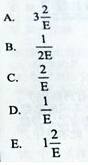 A. 3 2/E
B. 1/2E
C. 2/E
D. 1/E
E. 1 2/E